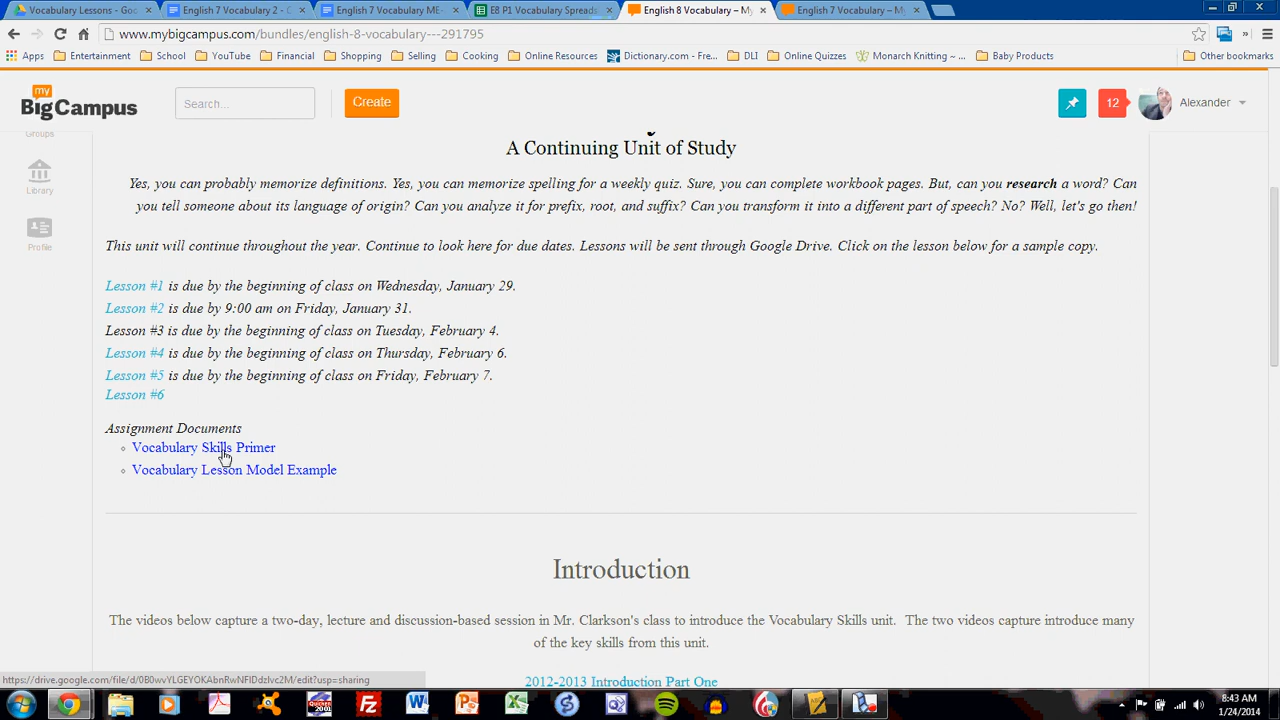 Vocabulary Lessons - Goo
English 7 Vocabulary 2 - G
English 7 Vocabulary ME-
E8 P1 Vocabulary Spreads
English 8 Vocabulary – My
English 7 Vocabulary – My
www.mybigcampus.com/bundles/english-8-vocabulary---291795
Apps Entertainment School YouTube Financial Shopping Selling Cooking Online Resources Dictionary.com - Fre... DLI Online Quizzes Monarch Knitting ~ ... Baby Products Other bookmarks
my
BigCampus
Search...
Create
12
Alexander
Groups
Library
Profile
A Continuing Unit of Study
Yes, you can probably memorize definitions. Yes, you can memorize spelling for a weekly quiz. Sure, you can complete workbook pages. But, can you research a word? Can
you tell someone about its language of origin? Can you analyze it for prefix, root, and suffix? Can you transform it into a different part of speech? No? Well, let's go then!
This unit will continue throughout the year. Continue to look here for due dates. Lessons will be sent through Google Drive. Click on the lesson below for a sample copy.
Lesson #1 is due by the beginning of class on Wednesday, January 29.
Lesson #2 is due by 9:00 am on Friday, January 31.
Lesson #3 is due by the beginning of class on Tuesday, February 4.
Lesson #4 is due by the beginning of class on Thursday, February 6.
Lesson #5 is due by the beginning of class on Friday, February 7.
Lesson #6
Assignment Documents
Vocabulary Skills Primer
Vocabulary Lesson Model Example
Introduction
The videos below capture a two-day, lecture and discussion-based session in Mr. Clarkson's class to introduce the Vocabulary Skills unit. The two videos capture introduce many
of the key skills from this unit.
2012-2013 Introduction Part One
8:43 AM
1/24/2014